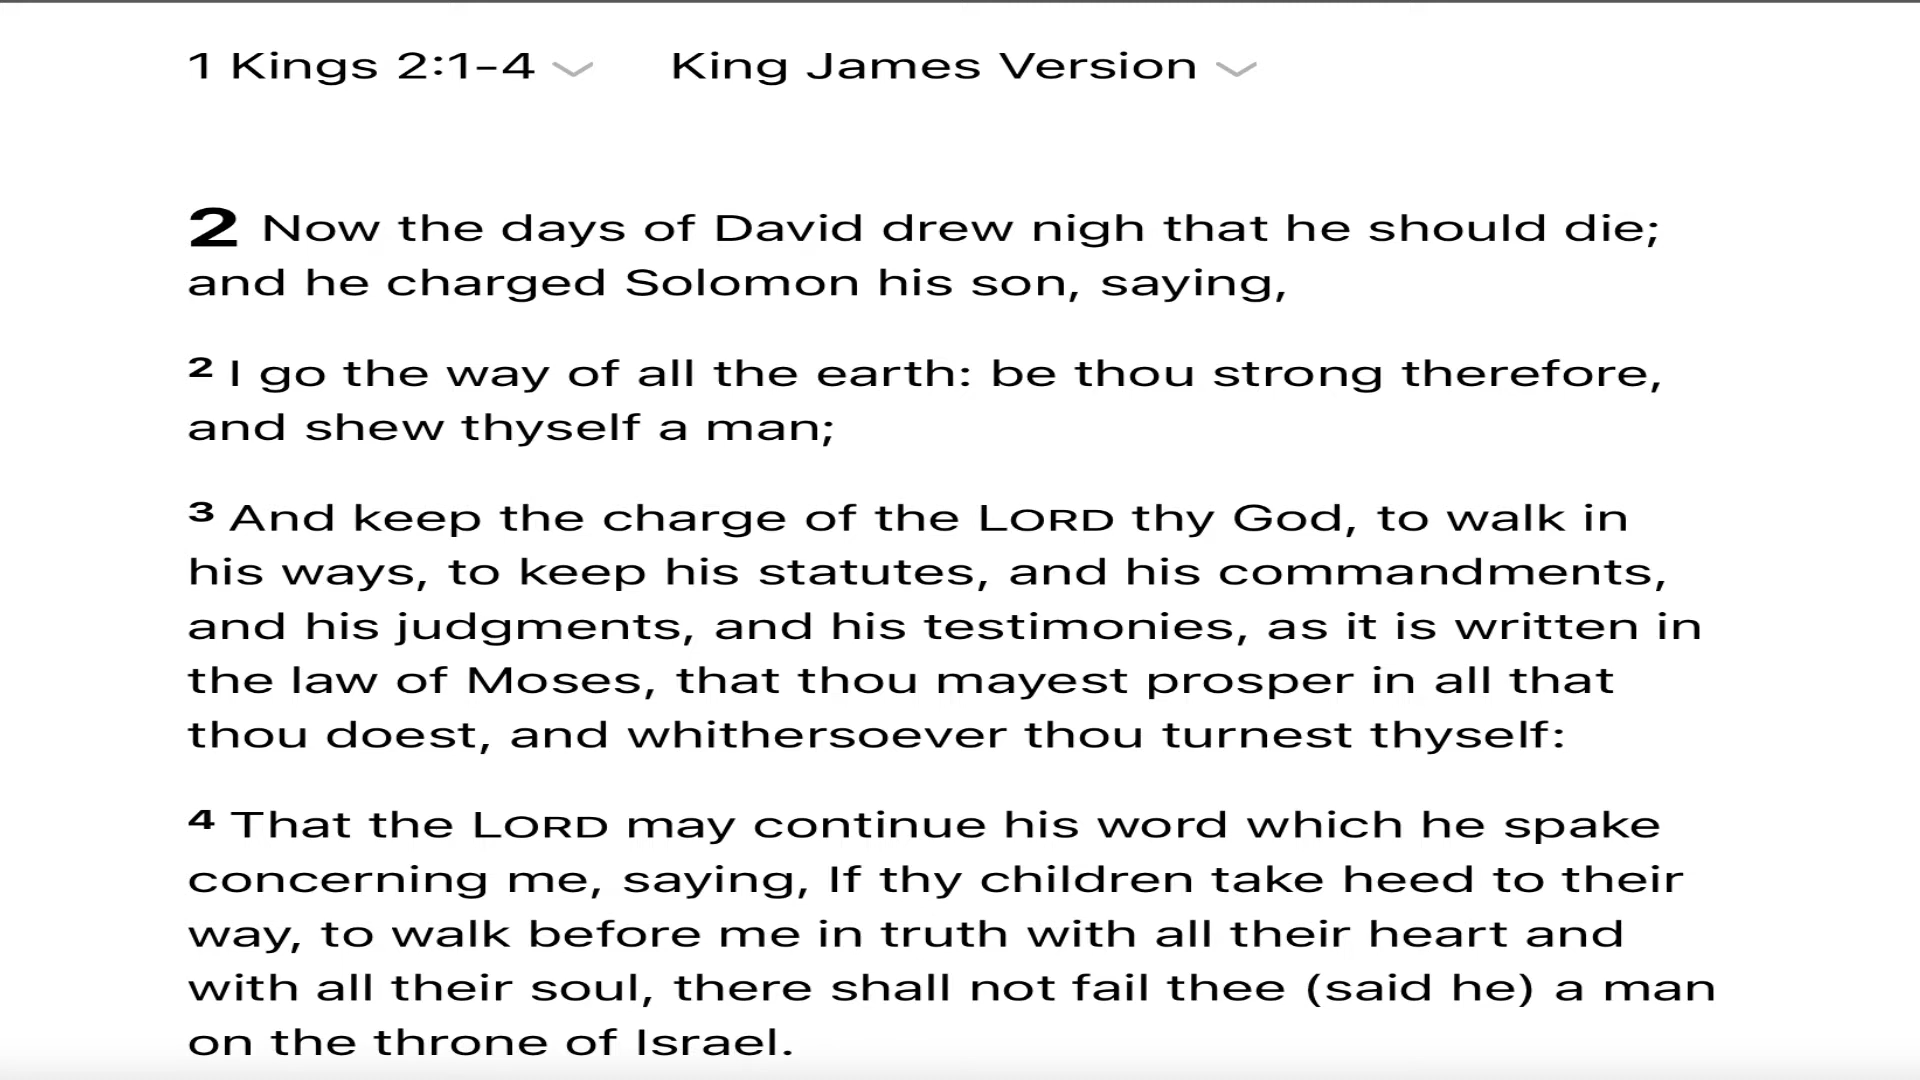 1 Kings 2:1-4 King James Version
2 Now the days of David drew nigh that he should die;
and he charged Solomon his son, saying,
2 I go the way of all the earth: be thou strong therefore,
and shew thyself a man;
3 And keep the charge of the LORD thy God, to walk in
his ways, to keep his statutes, and his commandments,
and his judgments, and his testimonies, as it is written in
the law of Moses, that thou mayest prosper in all that
thou doest, and whithersoever thou turnest thyself:
4 That the LORD may continue his word which he spake
concerning me, saying, If thy children take heed to their
way, to walk before me in truth with all their heart and
with all their soul, there shall not fail thee (said he) a man
on the throne of Israel.